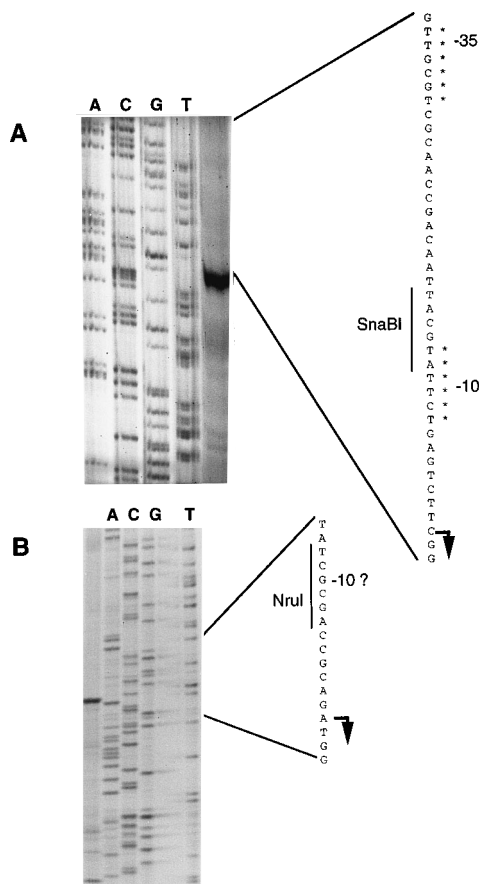 A
A C G T
G T T G C G T C G C A A C C G A C A A T T A C G T A T T C T G A G T C T T C G G
* * * * * *
-35
SnaBI
* * * * * *
-10
B
A C G T
T A T C G C G A C C G C A G A T G G
NruI
-10 ?